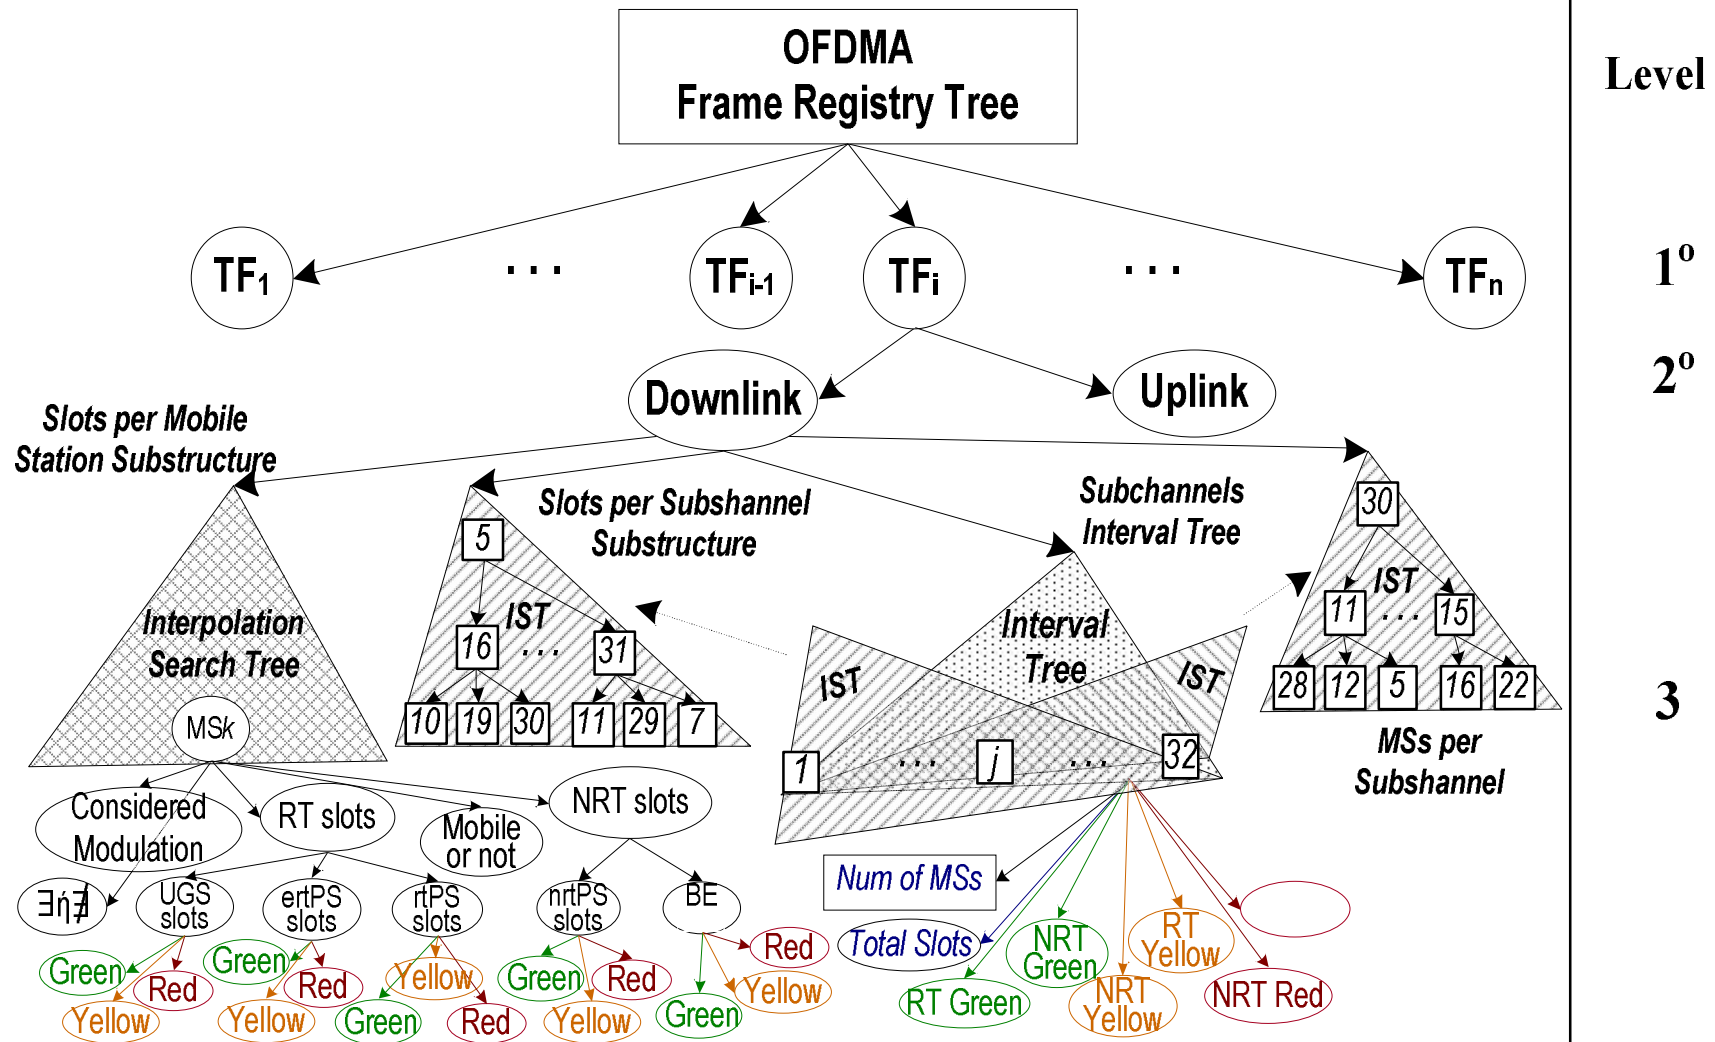 OFDMA
Frame Registry Tree
Level
TF1
...
TFi-1
TFi
...
TFn
1º
Downlink
Uplink
2º
Slots per Mobile
Station Substructure
Slots per Subshannel
Substructure
Subchannels
Interval Tree
Interpolation
Search Tree
MSk
5
IST
16
...
31
10
19
30
11
29
7
Interval
Tree
IST
IST
1
...
j
...
32
30
IST
11
...
15
28
12
5
16
22
MSs per
Subshannel
3
Considered
Modulation
RT slots
Mobile
or not
NRT slots
∃ή∄
UGS
slots
ertPS
slots
rtPS
slots
nrtPS
slots
BE
Green
Yellow
Red
Green
Yellow
Red
Green
Yellow
Red
Green
Yellow
Red
Green
Yellow
Red
Num of MSs
Total Slots
RT Green
NRT
Green
NRT
Yellow
RT
Yellow
NRT Red